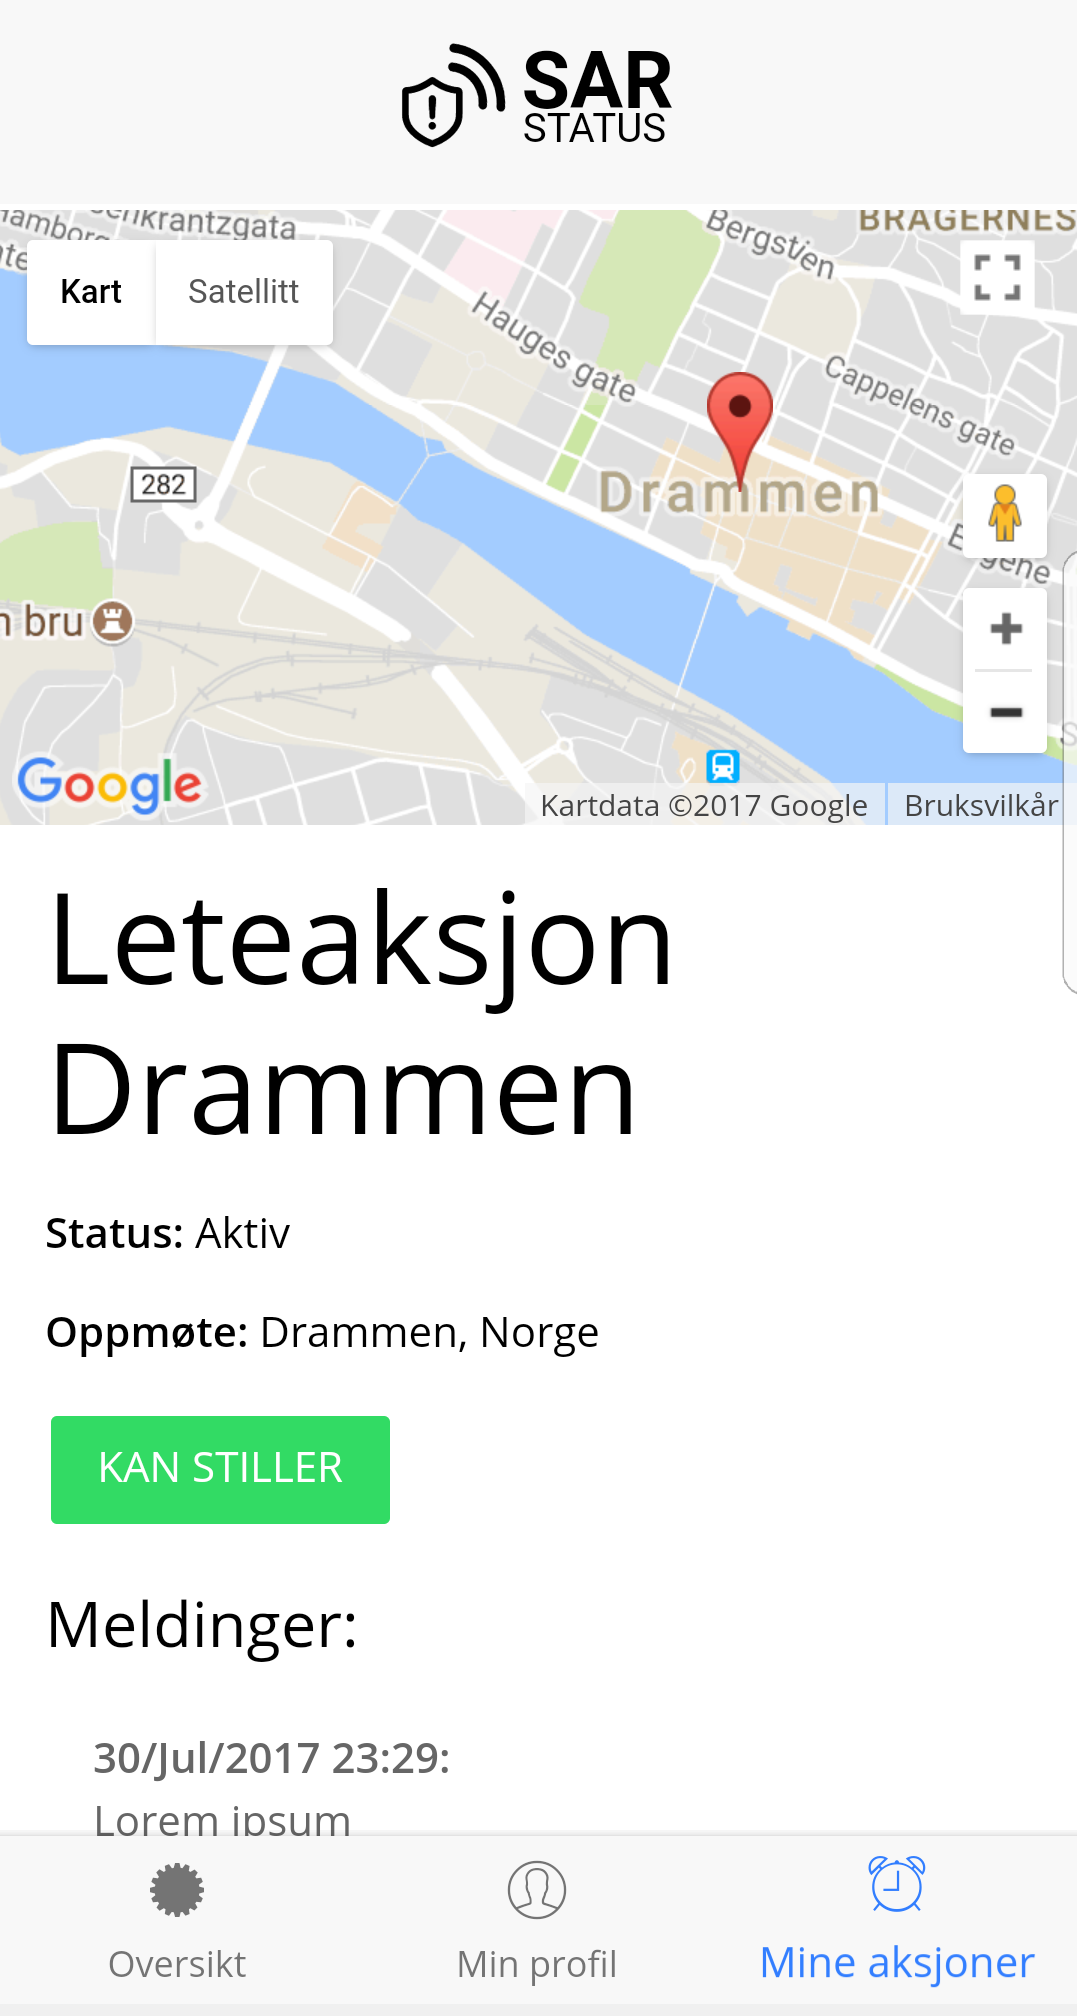 SAR
STATUS
BRAGERNES
Bergstien
Kart
Satellitt
Hauges gate
Cappelens gate
282
Drammen
bru
Google
Kartdata ©2017 Google
Bruksvilkår
Leteaksjon
Drammen
Status: Aktiv
Oppmøte: Drammen, Norge
KAN STILLER
Meldinger:
30/Jul/2017 23:29:
Lorem ipsum
Oversikt
Min profil
Mine aksjoner